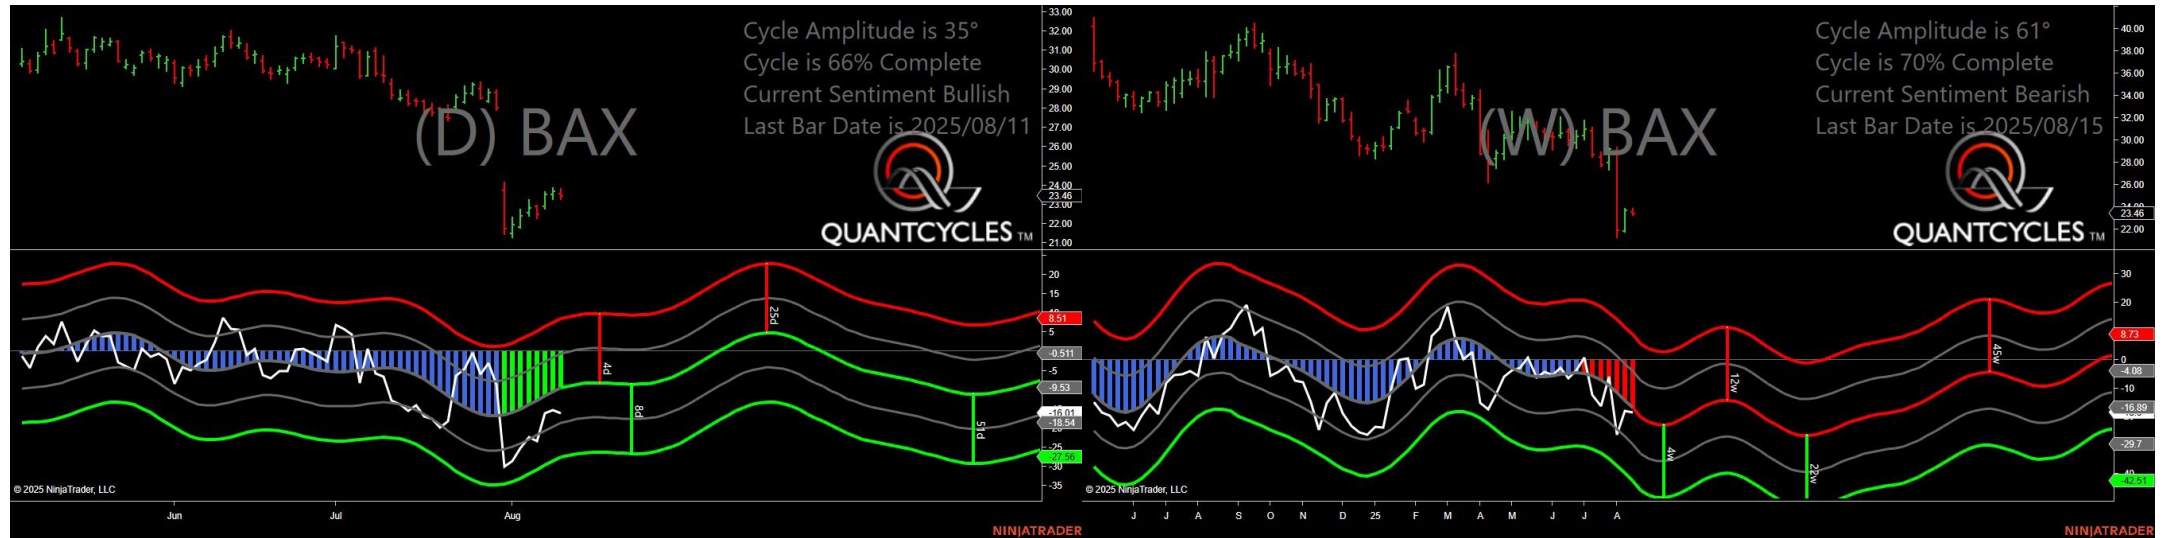 Cycle Amplitude is 35°
Cycle is 66% Complete
Current Sentiment Bullish
Last Bar Date is 2025/08/11
(D) BAX
QUANTCYCLES TM
33.00
32.00
31.00
30.00
29.00
28.00
27.00
26.00
25.00
24.00
23.46
23.00
22.00
21.00
20
15
8.51
5
-0.511
-5
-9.53
-16.01
-18.54
-25
-27.56
-30
-35
4d
8d
25d
51d
© 2025 NinjaTrader, LLC
Jun
Jul
Aug
NINJATRADER
Cycle Amplitude is 61°
Cycle is 70% Complete
Current Sentiment Bearish
Last Bar Date is 2025/08/15
(W) BAX
QUANTCYCLES TM
40.00
38.00
36.00
34.00
32.00
30.00
28.00
26.00
24.00
23.46
22.00
30
20
8.73
0
-4.08
-10
-16.89
-29.7
-40
-42.51
4w
12w
22w
45w
© 2025 NinjaTrader, LLC
J
J
A
S
O
N
D
25
F
M
A
M
J
J
A
NINJATRADER